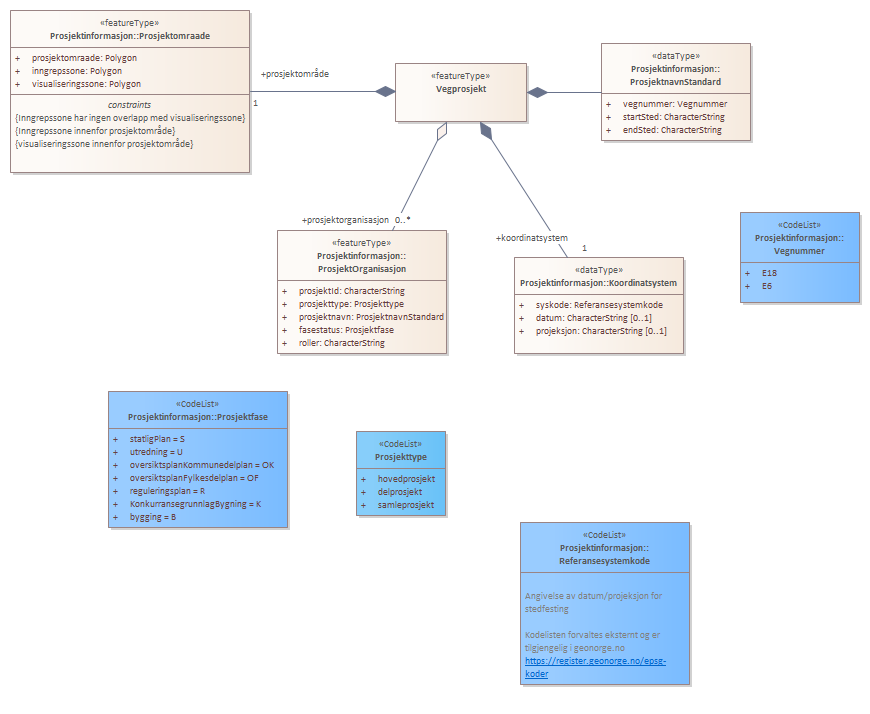 «featureType»
Prosjektinformasjon::Prosjektomraade
+ prosjektomraade: Polygon
+ inngrepssone: Polygon
+ visualiseringssone: Polygon
constraints
{Inngrepssone har ingen overlapp med visualiseringssone}
{Inngrepssone innenfor prosjektområde}
{visualiseringssone innenfor prosjektområde}
+prosjektområde
1
«featureType»
Vegprosjekt
«dataType»
Prosjektinformasjon::
ProsjektnavnStandard
+ vegnummer: Vegnummer
+ startSted: CharacterString
+ endSted: CharacterString
+prosjektorganisasjon 0..*
«featureType»
Prosjektinformasjon::
ProsjektOrganisasjon
+ prosjektId: CharacterString
+ prosjekttype: Prosjekttype
+ prosjektnavn: ProsjektnavnStandard
+ fasestatus: Prosjektfase
+ roller: CharacterString
+koordinatsystem
1
«dataType»
Prosjektinformasjon::Koordinatsystem
+ syskode: Referansesystemkode
+ datum: CharacterString [0..1]
+ projeksjon: CharacterString [0..1]
«CodeList»
Prosjektinformasjon::
Vegnummer
+ E18
+ E6
«CodeList»
Prosjektinformasjon::Prosjektfase
+ statligPlan = S
+ utredning = U
+ oversiktsplanKommunedelplan = OK
+ oversiktsplanFylkesdelplan = OF
+ reguleringsplan = R
+ KonkurransegrunnlagBygning = K
+ bygging = B
«CodeList»
Prosjekttype
+ hovedprosjekt
+ delprosjekt
+ samleprosjekt
«CodeList»
Prosjektinformasjon::
Referansesystemkode
Angivelse av datum/projeksjon for
stedfesting
Kodelisten forvaltes eksternt og er
tilgjengelig i geonorge.no
https://register.geonorge.no/epsg-
koder